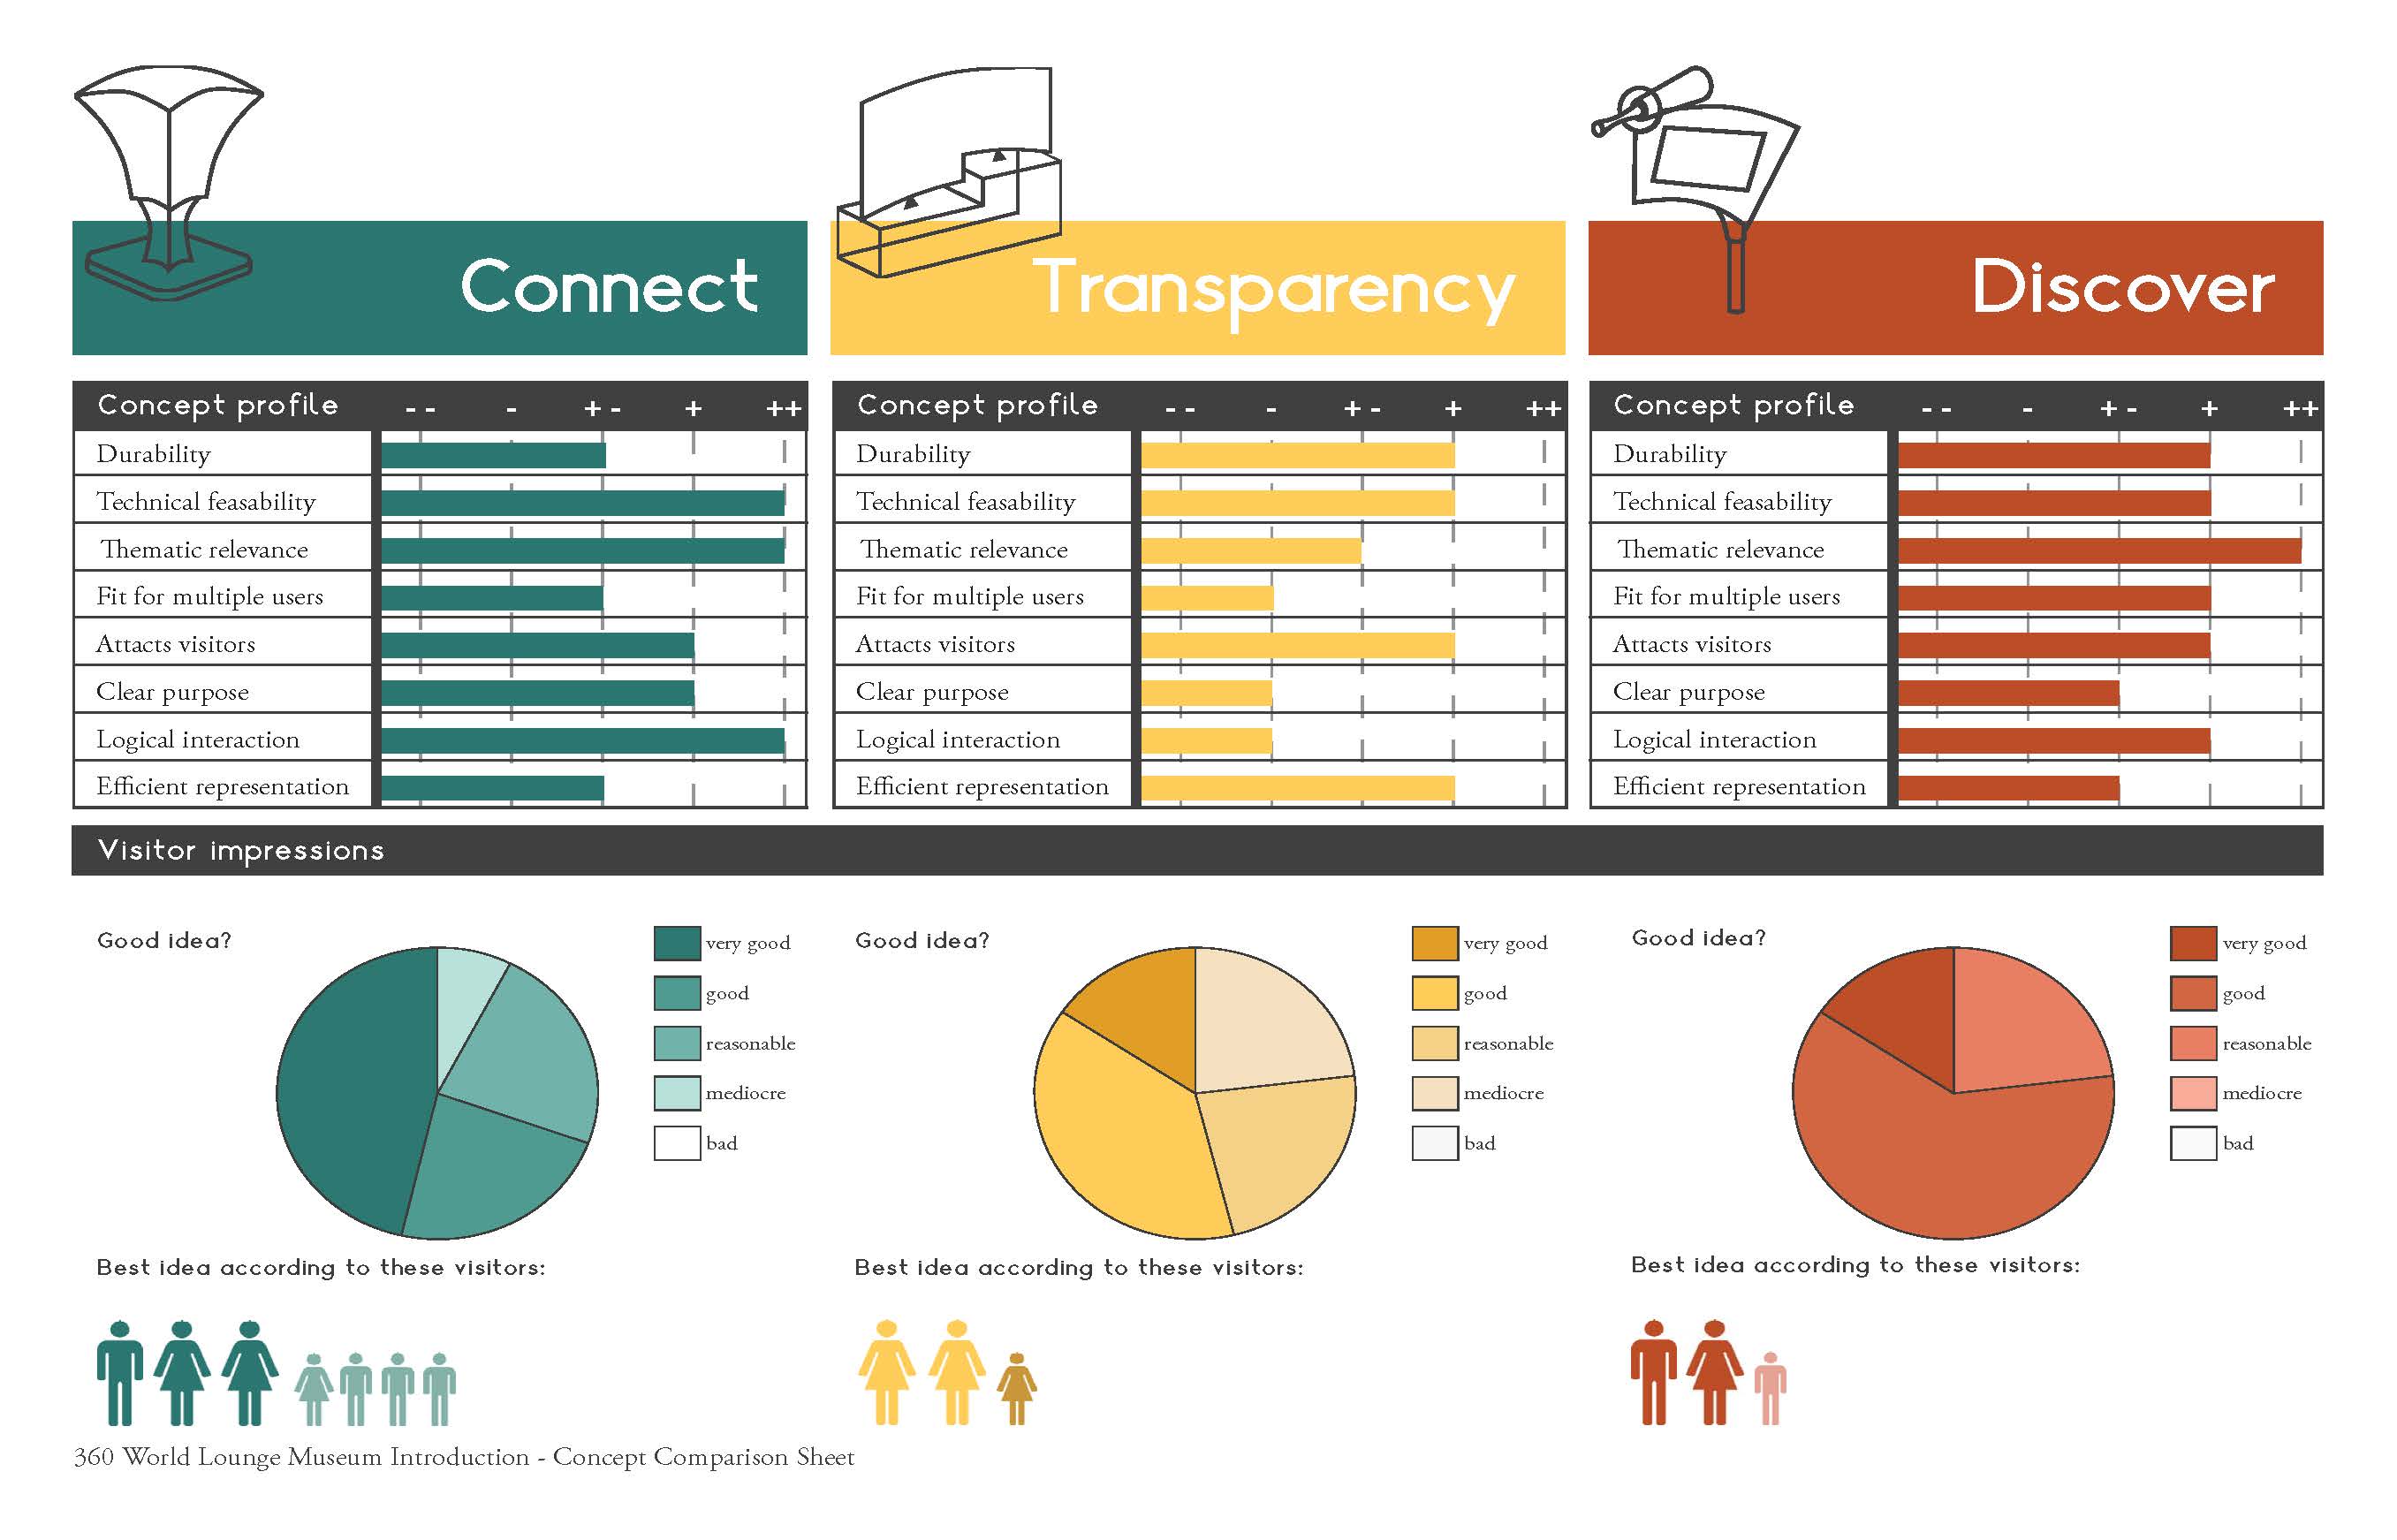 Connect
Transparency
Discover
Concept profile -- - +- + ++
Durability
Technical feasability
Thematic relevance
Fit for multiple users
Attacts visitors
Clear purpose
Logical interaction
Efficient representation
Concept profile -- - +- + ++
Durability
Technical feasability
Thematic relevance
Fit for multiple users
Attacts visitors
Clear purpose
Logical interaction
Efficient representation
Concept profile -- - +- + ++
Durability
Technical feasability
Thematic relevance
Fit for multiple users
Attacts visitors
Clear purpose
Logical interaction
Efficient representation
Visitor impressions
Good idea?
very good
good
reasonable
mediocre
bad
Best idea according to these visitors:
Good idea?
very good
good
reasonable
mediocre
bad
Best idea according to these visitors:
Good idea?
very good
good
reasonable
mediocre
bad
Best idea according to these visitors:
360 World Lounge Museum Introduction - Concept Comparison Sheet